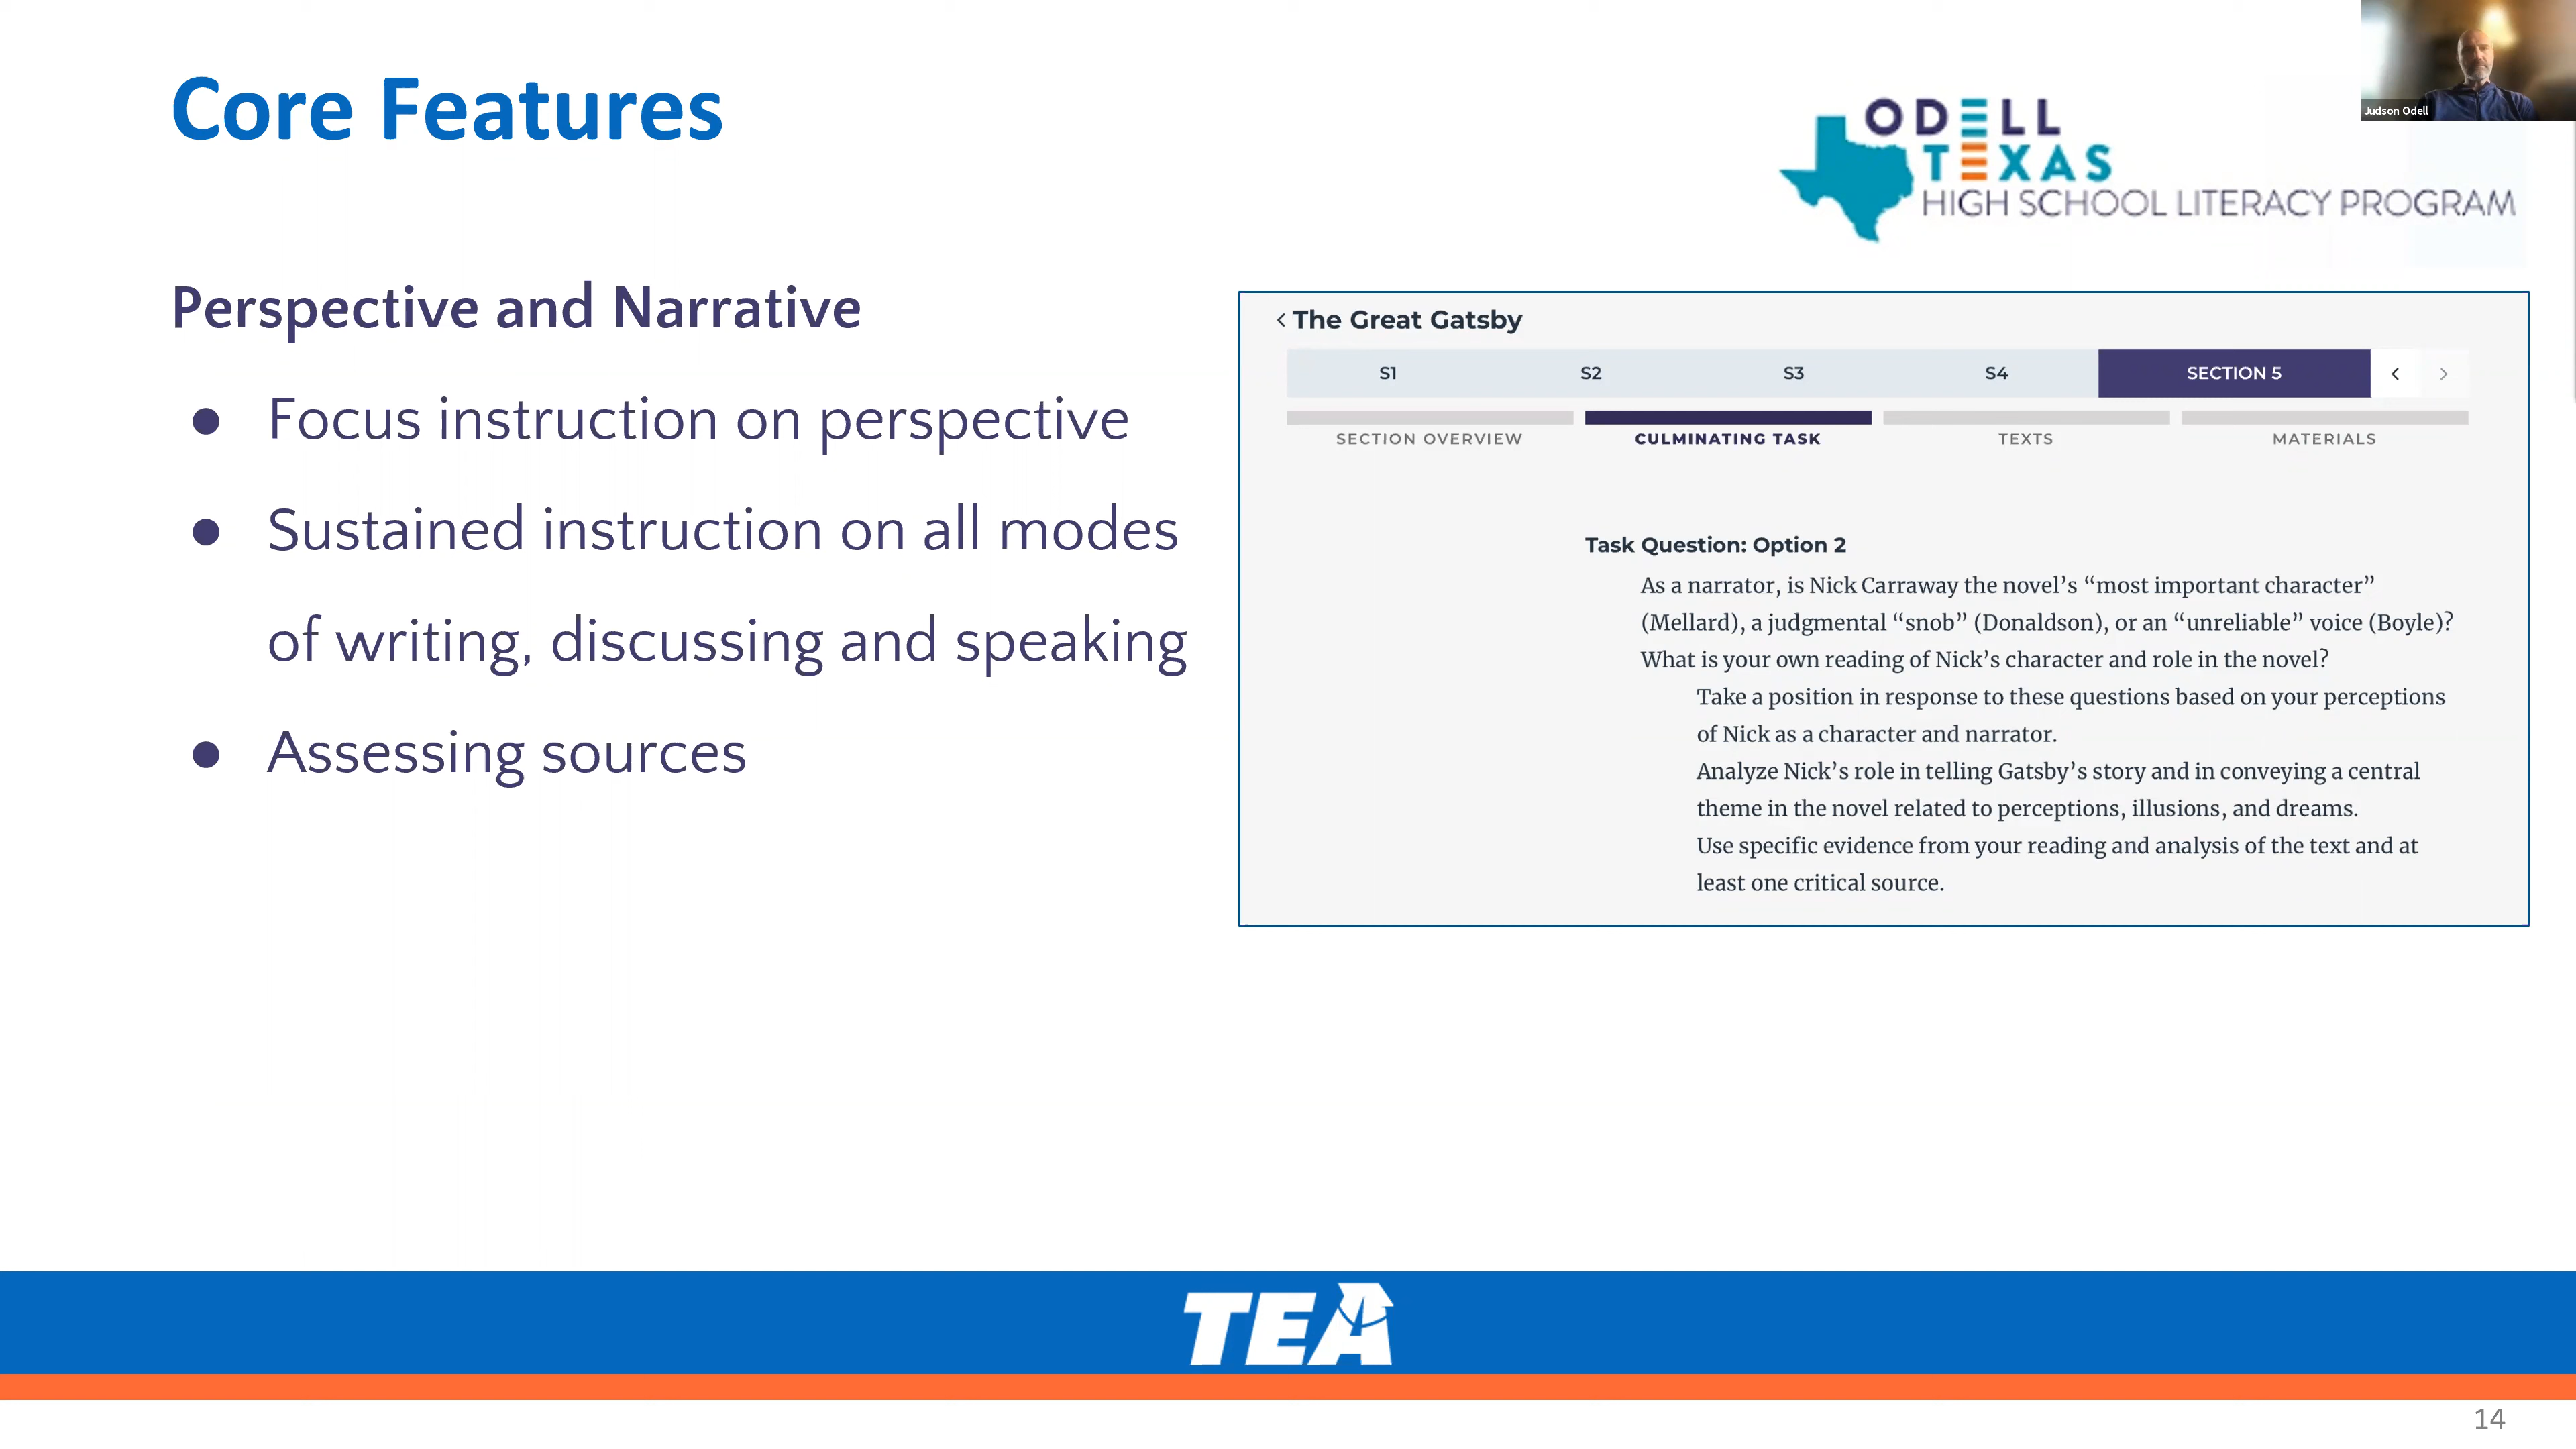 Core Features
Judson Odell
ODELL
TEXAS
HIGH SCHOOL LITERACY PROGRAM
Perspective and Narrative
● Focus instruction on perspective
● Sustained instruction on all modes
of writing, discussing and speaking
● Assessing sources
< The Great Gatsby
S1 S2 S3 S4 SECTION 5 < >
SECTION OVERVIEW CULMINATING TASK TEXTS MATERIALS
Task Question: Option 2
As a narrator, is Nick Carraway the novel’s “most important character”
(Mellard), a judgmental “snob” (Donaldson), or an “unreliable” voice (Boyle)?
What is your own reading of Nick’s character and role in the novel?
Take a position in response to these questions based on your perceptions
of Nick as a character and narrator.
Analyze Nick’s role in telling Gatsby’s story and in conveying a central
theme in the novel related to perceptions, illusions, and dreams.
Use specific evidence from your reading and analysis of the text and at
least one critical source.
TEA
14